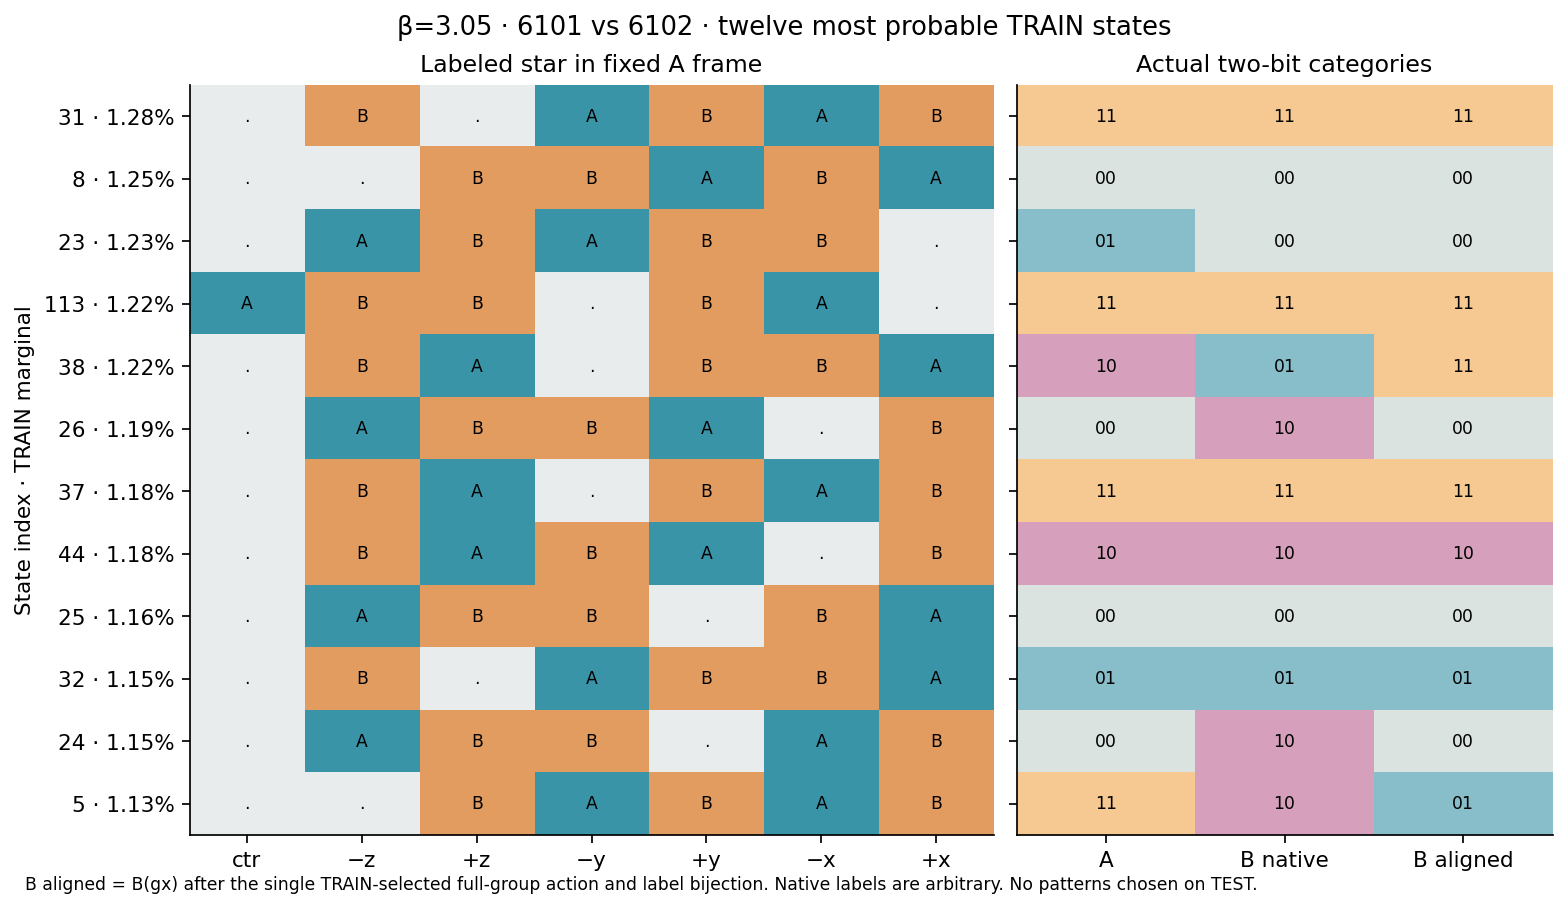 β=3.05 · 6101 vs 6102 · twelve most probable TRAIN states
Labeled star in fixed A frame
Actual two-bit categories
State index · TRAIN marginal
31 · 1.28% . B . A B A B 11 11 11
8 · 1.25% . . B B A B A 00 00 00
23 · 1.23% . A B A B B . 01 00 00
113 · 1.22% A B B . B A . 11 11 11
38 · 1.22% . B A . B B A 10 01 11
26 · 1.19% . A B B A . B 00 10 00
37 · 1.18% . B A . B A B 11 11 11
44 · 1.18% . B A B A . B 10 10 10
25 · 1.16% . A B B . B A 00 00 00
32 · 1.15% . B . A B B A 01 01 01
24 · 1.15% . A B B . A B 00 10 00
5 · 1.13% . . B A B A B 11 10 01
ctr −z +z −y +y −x +x A B native B aligned
B aligned = B(gx) after the single TRAIN-selected full-group action and label bijection. Native labels are arbitrary. No patterns chosen on TEST.